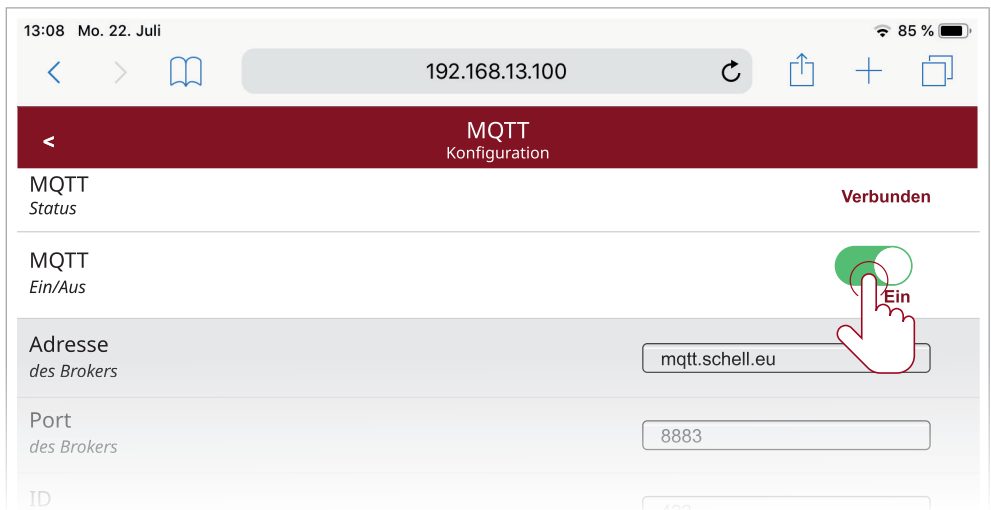 13:08 Mo. 22. Juli
85 %
192.168.13.100
<
MQTT
Konfiguration
MQTT
Status
Verbunden
MQTT
Ein/Aus
Ein
Adresse
des Brokers
mqtt.schell.eu
Port
des Brokers
8883
ID